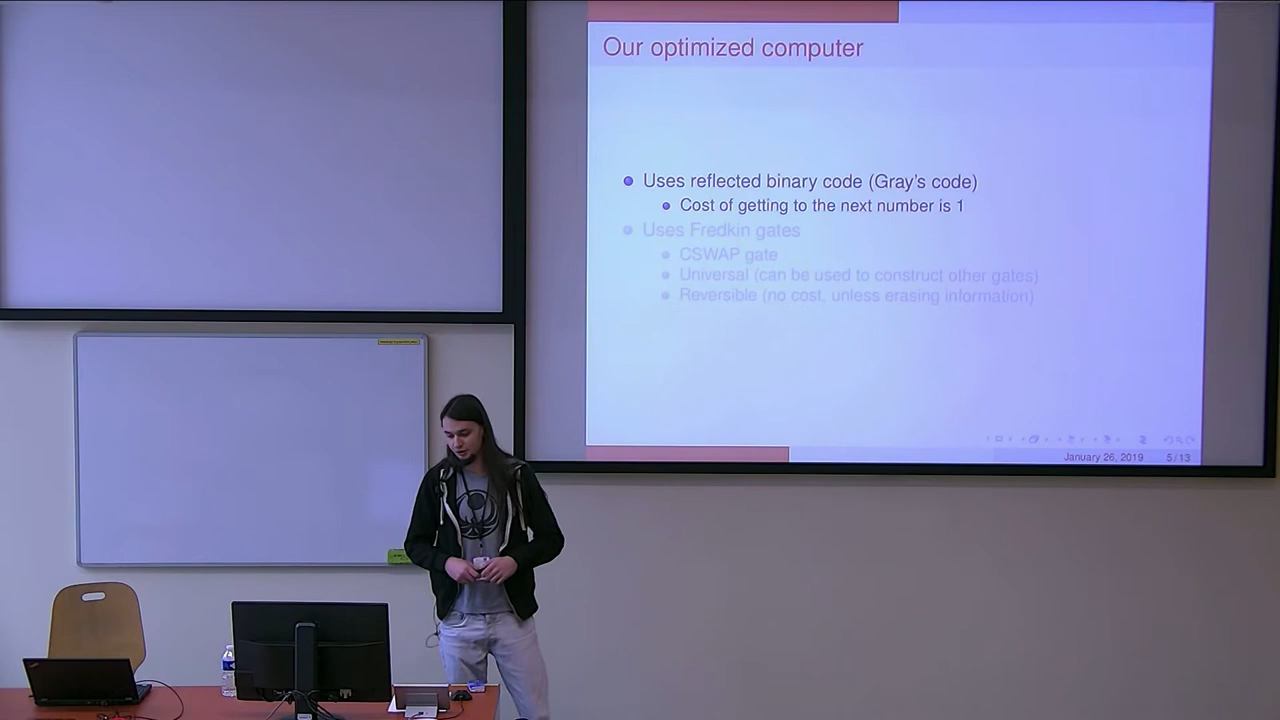 Our optimized computer
Uses reflected binary code (Gray's code)
Cost of getting to the next number is 1
Uses Fredkin gates
CSWAP gate
Universal (can be used to construct other gates)
Reversible (no cost, unless erasing information)
January 26, 2019 5/13